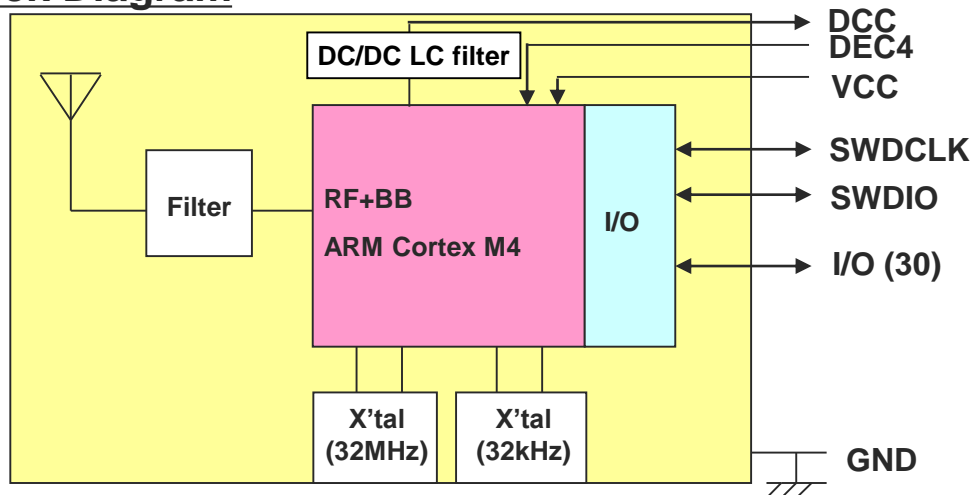 Diagram
DCC
DEC4
DC/DC LC filter
VCC
SWDCLK
Filter
RF+BB
ARM Cortex M4
I/O
SWDIO
I/O (30)
X'tal
(32MHz)
X'tal
(32kHz)
GND